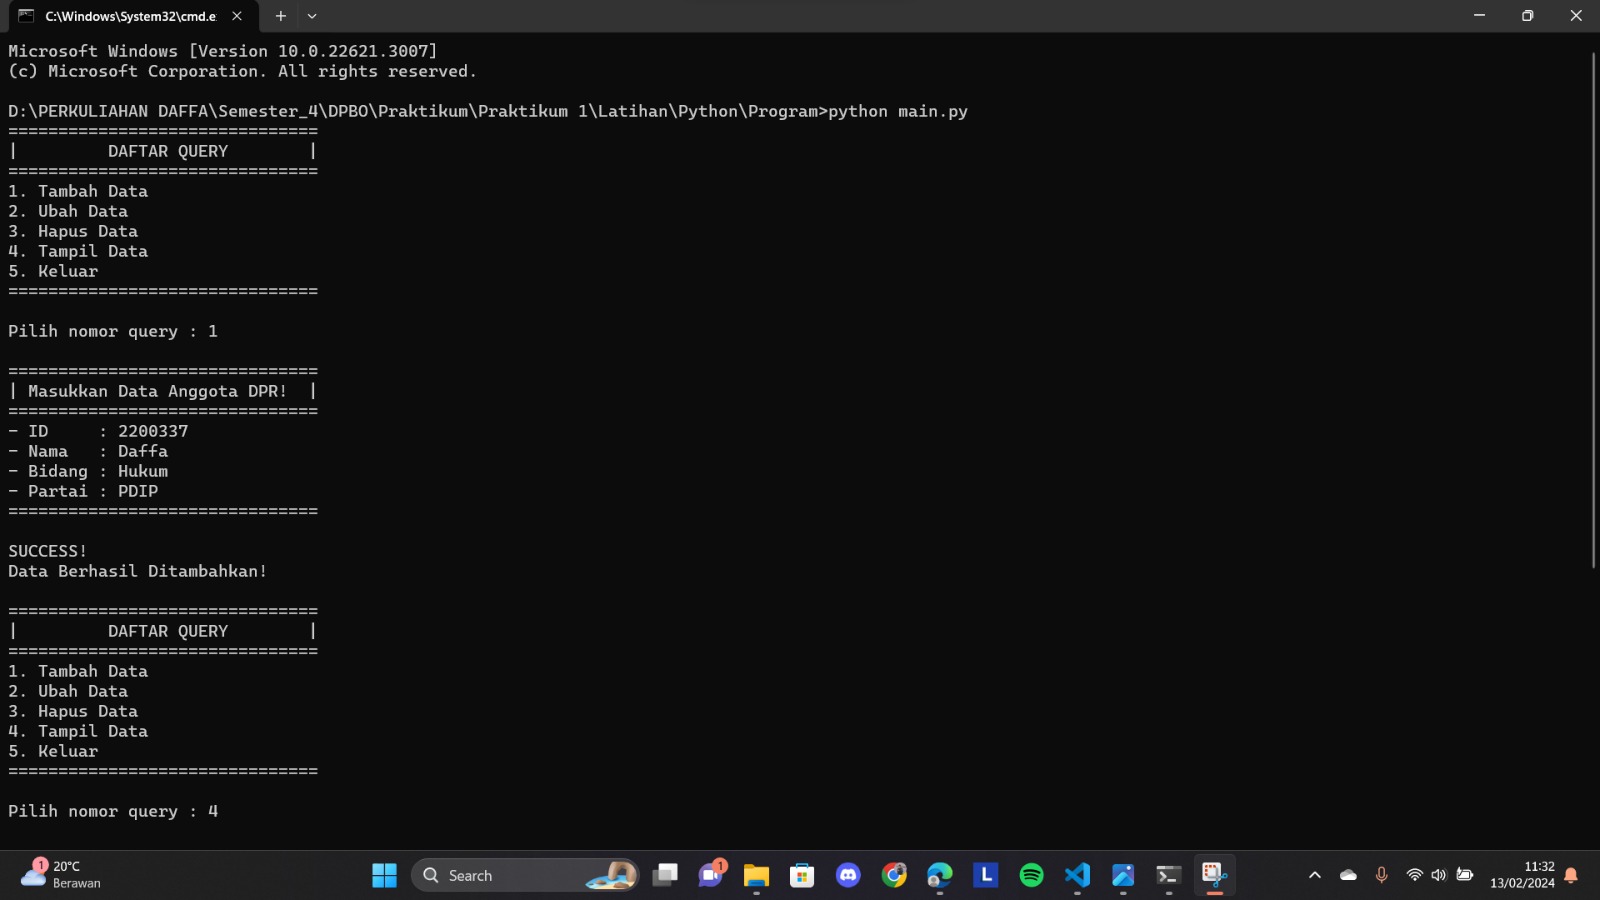 C:\Windows\System32\cmd.e
Microsoft Windows [Version 10.0.22621.3007]
(c) Microsoft Corporation. All rights reserved.
D:\PERKULIAHAN DAFFA\Semester_4\DPBO\Praktikum\Praktikum 1\Latihan\Python\Program>python main.py
===============================
|         DAFTAR QUERY        |
===============================
1. Tambah Data
2. Ubah Data
3. Hapus Data
4. Tampil Data
5. Keluar
===============================
Pilih nomor query : 1
===============================
| Masukkan Data Anggota DPR!  |
===============================
- ID     : 2200337
- Nama   : Daffa
- Bidang : Hukum
- Partai : PDIP
===============================
SUCCESS!
Data Berhasil Ditambahkan!
===============================
|         DAFTAR QUERY        |
===============================
1. Tambah Data
2. Ubah Data
3. Hapus Data
4. Tampil Data
5. Keluar
===============================
Pilih nomor query : 4
1
20°C
Berawan
Search
1
L
11:32
13/02/2024